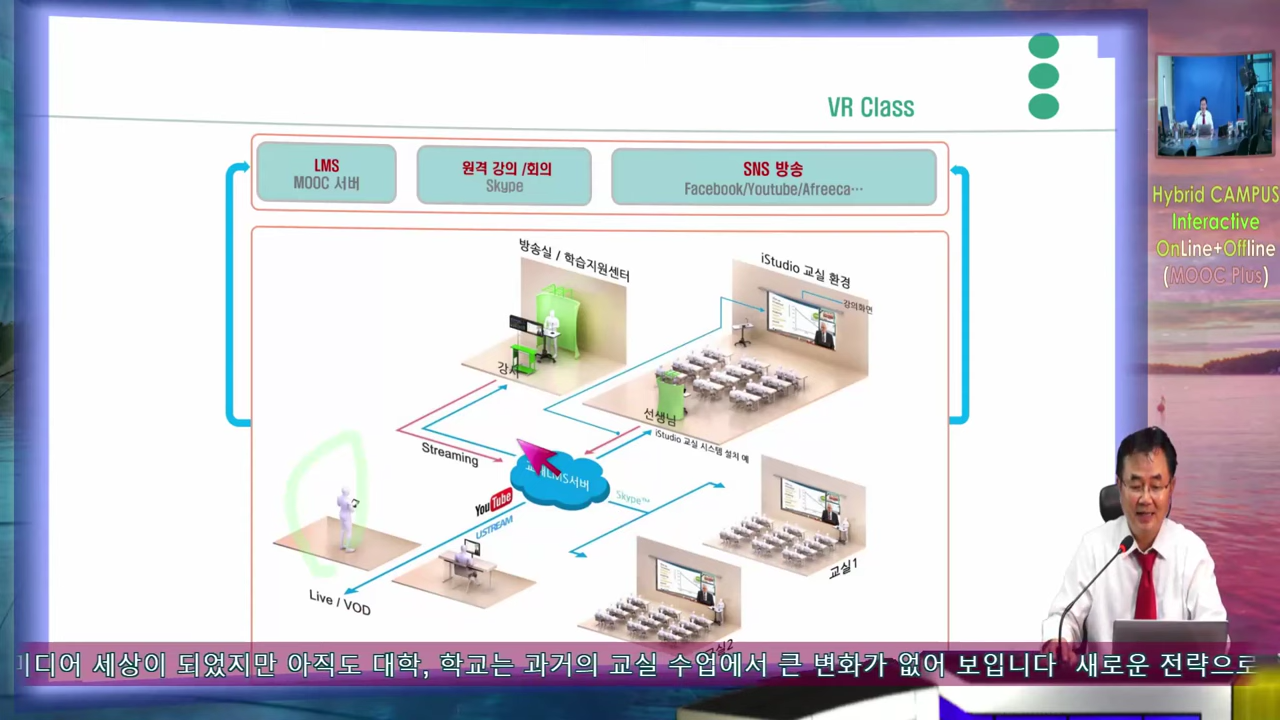 VR Class
LMS
MOOC 서버
원격 강의 /회의
Skype
SNS 방송
Facebook/Youtube/Afreeca…
Hybrid CAMPUS
Interactive
OnLine+Offline
(MOOC Plus)
방송실 / 학습지원센터
iStudio 교실 환경
강의화면
강사
선생님
iStudio 교실 시스템 설치 예
Streaming
LMS서버
YouTube
USTREAM
Skype™
교실1
Live / VOD
교실2
미디어 세상이 되었지만 아직도 대학, 학교는 과거의 교실 수업에서 큰 변화가 없어 보입니다 새로운 전략으로